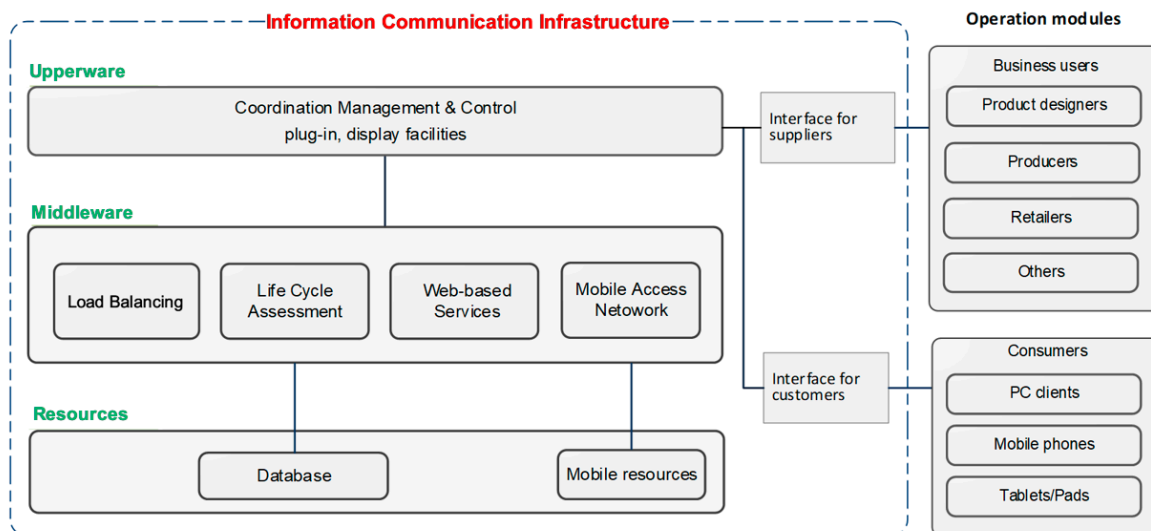 Information Communication Infrastructure
Operation modules
Upperware
Coordination Management & Control
plug-in, display facilities
Interface for
suppliers
Business users
Product designers
Producers
Retailers
Others
Middleware
Load Balancing
Life Cycle
Assessment
Web-based
Services
Mobile Access
Netowork
Interface for
customers
Consumers
PC clients
Mobile phones
Tablets/Pads
Resources
Database
Mobile resources